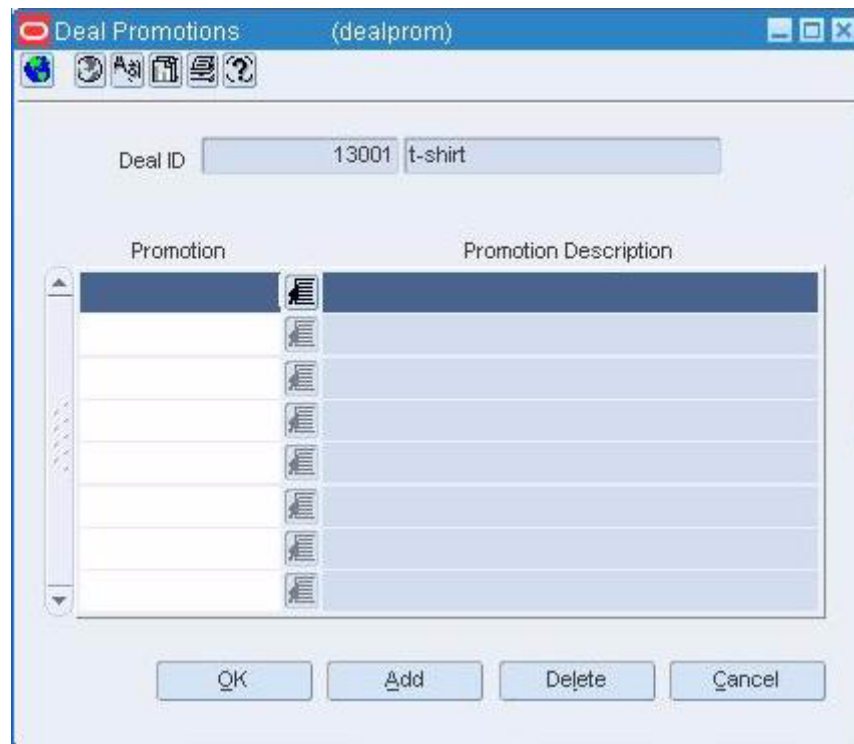 Deal Promotions (dealprom)
Deal ID 13001 t-shirt
Promotion Promotion Description
OK Add Delete Cancel